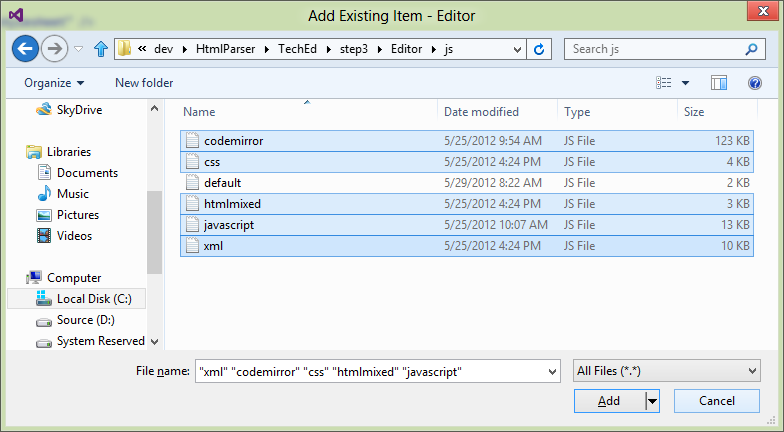 Add Existing Item - Editor
« dev HtmlParser TechEd step3 Editor js Search js
Organize New folder
SkyDrive
Libraries
Documents
Music
Pictures
Videos
Computer
Local Disk (C:)
Source (D:)
System Reserved
Name Date modified Type Size
codemirror 5/25/2012 9:54 AM JS File 123 KB
css 5/25/2012 4:24 PM JS File 4 KB
default 5/29/2012 8:22 AM JS File 2 KB
htmlmixed 5/25/2012 4:24 PM JS File 3 KB
javascript 5/25/2012 10:07 AM JS File 13 KB
xml 5/25/2012 4:24 PM JS File 10 KB
File name: "xml" "codemirror" "css" "htmlmixed" "javascript" All Files (*.*)
Add Cancel